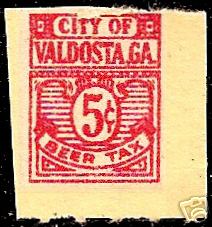 CITY OF
VALDOSTA, GA.
5¢
BEER TAX